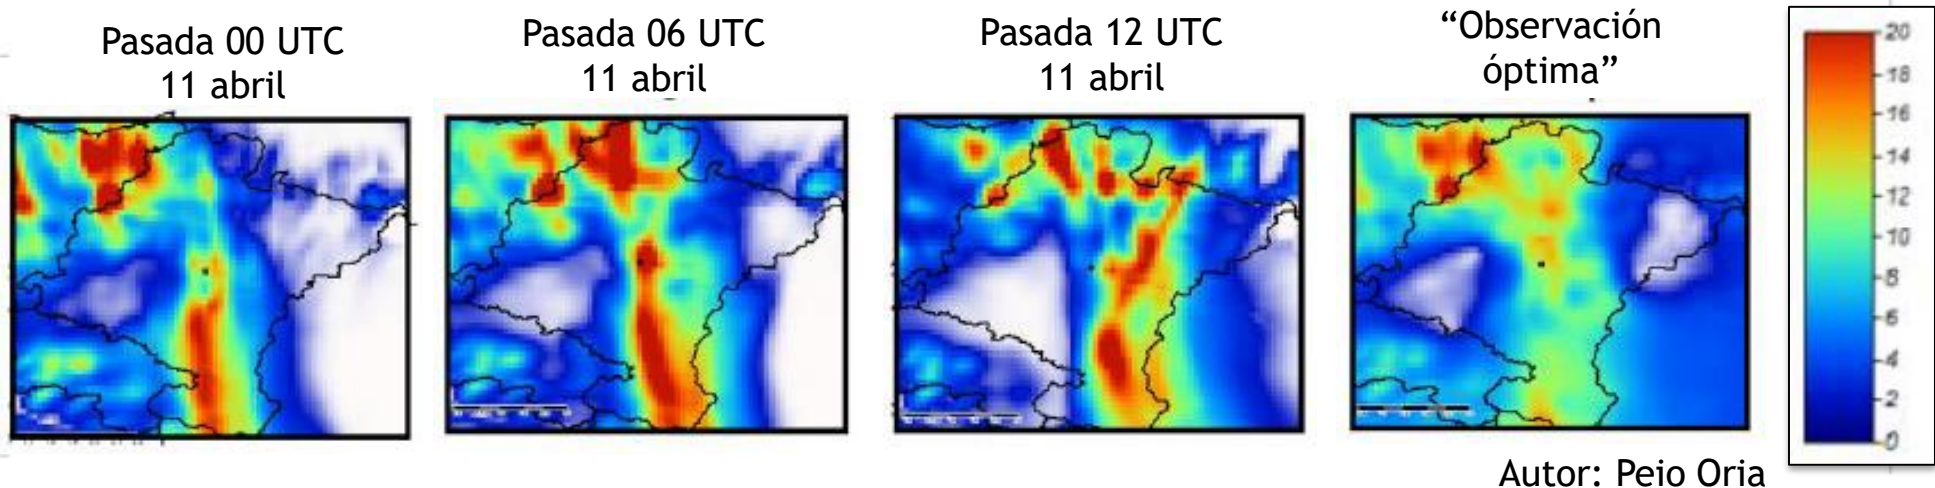 Pasada 00 UTC
11 abril
Pasada 06 UTC
11 abril
Pasada 12 UTC
11 abril
“Observación
óptima”
20
18
16
14
12
10
8
6
4
2
0
Autor: Peio Oria